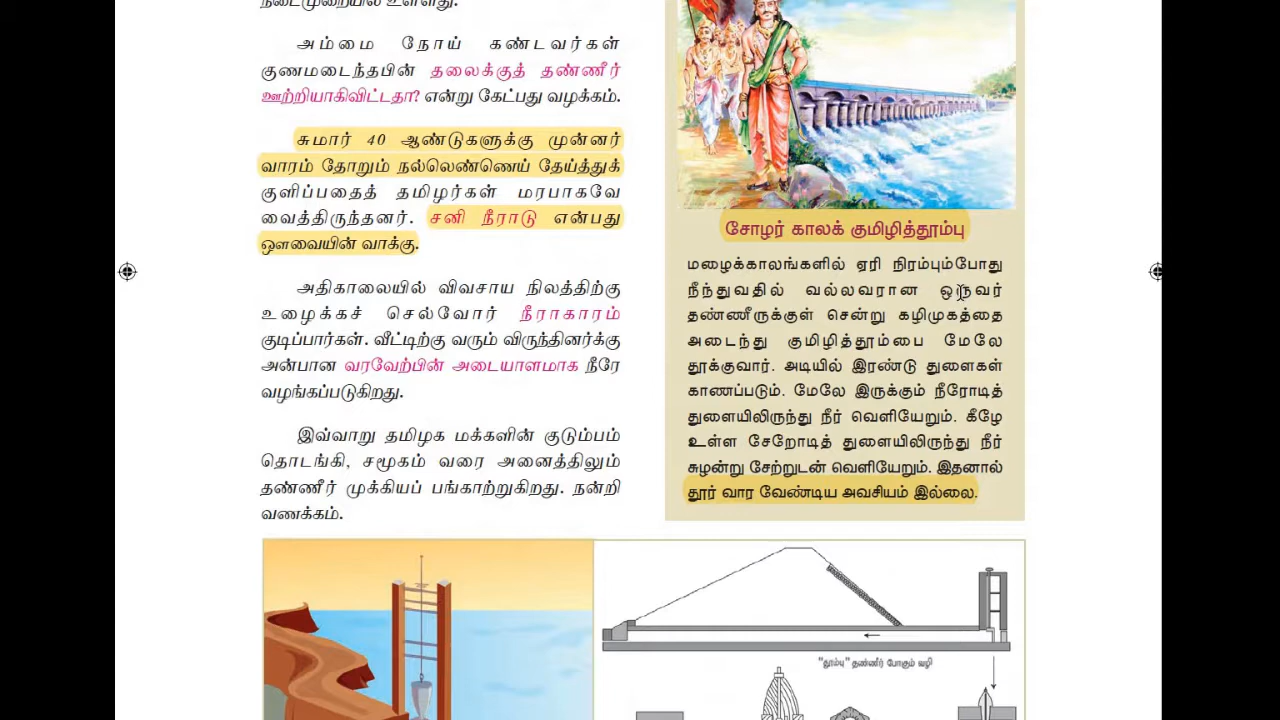 நடைமுறையில் உள்ளது.
அம்மை நோய் கண்டவர்கள்
குணமடைந்தபின் தலைக்குத் தண்ணீர்
ஊற்றியாகிவிட்டதா? என்று கேட்பது வழக்கம்.
சுமார் 40 ஆண்டுகளுக்கு முன்னர்
வாரம் தோறும் நல்லெண்ணெய் தேய்த்துக்
குளிப்பதைத் தமிழர்கள் மரபாகவே
வைத்திருந்தனர். சனி நீராடு என்பது
ஔவையின் வாக்கு.
அதிகாலையில் விவசாய நிலத்திற்கு
உழைக்கச் செல்வோர் நீராகாரம்
குடிப்பார்கள். வீட்டிற்கு வரும் விருந்தினர்க்கு
அன்பான வரவேற்பின் அடையாளமாக நீரே
வழங்கப்படுகிறது.
இவ்வாறு தமிழக மக்களின் குடும்பம்
தொடங்கி, சமூகம் வரை அனைத்திலும்
தண்ணீர் முக்கியப் பங்காற்றுகிறது. நன்றி
வணக்கம்.
சோழர் காலக் குமிழித்தூம்பு
மழைக்காலங்களில் ஏரி நிரம்பும்போது
நீந்துவதில் வல்லவரான ஒருவர்
தண்ணீருக்குள் சென்று கழிமுகத்தை
அடைந்து குமிழித்தூம்பை மேலே
தூக்குவார். அடியில் இரண்டு துளைகள்
காணப்படும். மேலே இருக்கும் நீரோடித்
துளையிலிருந்து நீர் வெளியேறும். கீழே
உள்ள சேறோடித் துளையிலிருந்து நீர்
சுழன்று சேற்றுடன் வெளியேறும். இதனால்
தூர் வார வேண்டிய அவசியம் இல்லை.
"தூம்பு" தண்ணீர் போகும் வழி